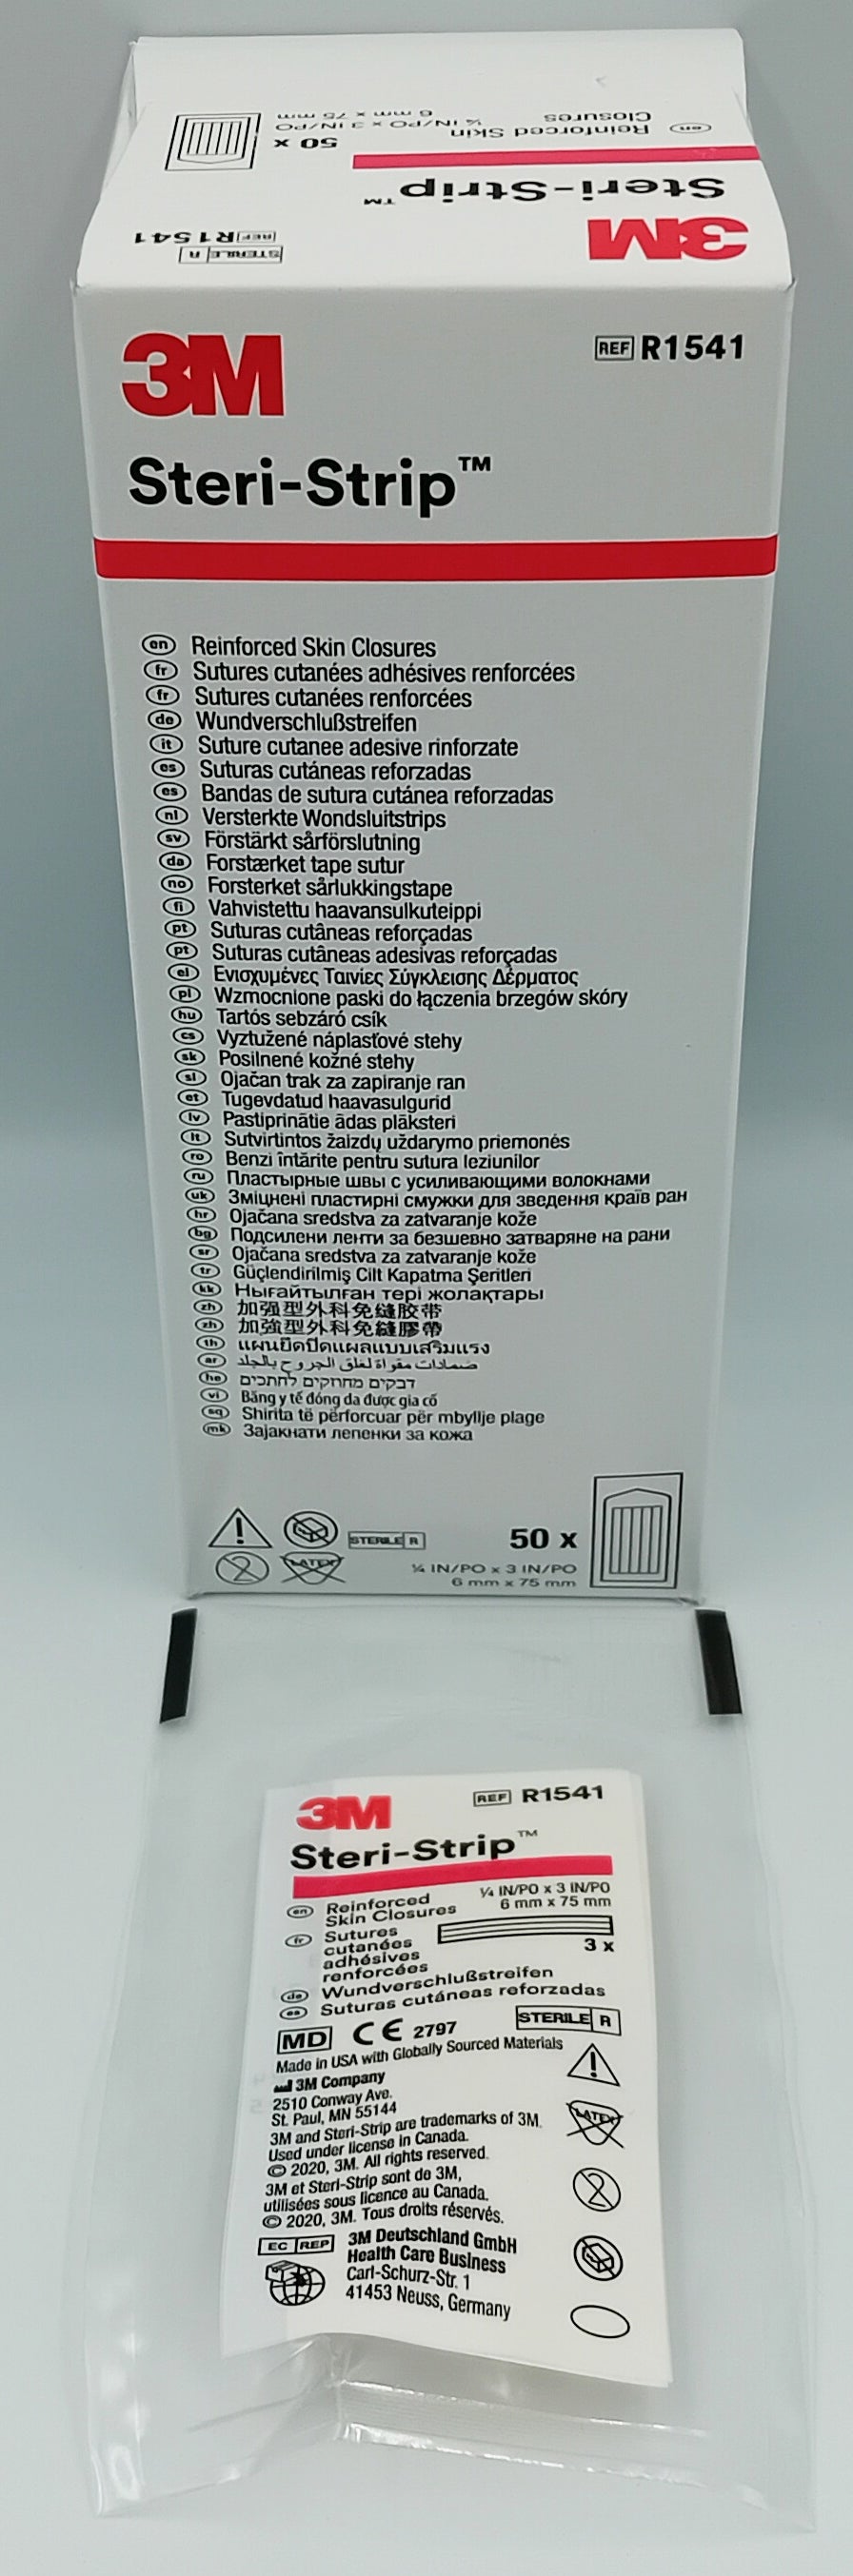 en Reinforced Skin
Closures
50 x
¼ IN/PO x 3 IN/PO
6 mm x 75 mm
Steri-Strip™
3M
STERILE R
REF R1541
3M
REF R1541
Steri-Strip™
en Reinforced Skin Closures
fr Sutures cutanées adhésives renforcées
fr Sutures cutanées renforcées
de Wundverschlußstreifen
it Suture cutanee adesive rinforzate
es Suturas cutáneas reforzadas
es Bandas de sutura cutánea reforzadas
nl Versterkte Wondsluitstrips
sv Förstärkt sårförslutning
da Forstærket tape sutur
no Forsterket sårlukkingstape
fi Vahvistettu haavansulkuteippi
pt Suturas cutâneas reforçadas
pt Suturas cutâneas adesivas reforçadas
el Ενισχυμένες Ταινίες Σύγκλεισης Δέρματος
pl Wzmocnione paski do łączenia brzegów skóry
hu Tartós sebzáró csík
cs Vyztužené náplasťové stehy
sk Posilnené kožné stehy
sl Ojačan trak za zapiranje ran
et Tugevdatud haavasulgurid
lv Pastiprinātie ādas plāksteri
lt Sutvirtintos žaizdų uždarymo priemonės
ro Benzi întărite pentru sutura leziunilor
ru Пластырные швы с усиливающими волокнами
uk Зміцнені пластирні смужки для зведення країв ран
hr Ojačana sredstva za zatvaranje kože
bg Подсилени ленти за безшевно затваряне на рани
sr Ojačana sredstva za zatvaranje kože
tr Güçlendirilmiş Cilt Kapatma Şeritleri
kk Нығайтылған тері жолақтары
zh 加强型外科免缝胶带
zh 加強型外科免縫膠帶
th แผ่นยึดปิดแผลแบบเสริมแรง
ar ضمادات مقواة لغلق الجروح بالجلد
he דבקים מחוזקים לחתכים
vi Băng y tế đóng da được gia cố
sq Shirita të përforcuar për mbyllje plage
mk Зајакнати лепенки за кожа
STERILE R
50 x
2
LATEX
¼ IN/PO x 3 IN/PO
6 mm x 75 mm
3M
REF R1541
Steri-Strip™
en Reinforced
Skin Closures
¼ IN/PO x 3 IN/PO
6 mm x 75 mm
fr Sutures
cutanées
adhésives
renforcées
3 x
de Wundverschlußstreifen
es Suturas cutáneas reforzadas
MD CE 2797
STERILE R
Made in USA with Globally Sourced Materials
3M Company
2510 Conway Ave.
St. Paul, MN 55144
LATEX
3M and Steri-Strip are trademarks of 3M.
Used under license in Canada.
© 2020, 3M. All rights reserved.
3M et Steri-Strip sont de 3M,
utilisées sous licence au Canada.
© 2020, 3M. Tous droits réservés.
2
EC REP
3M Deutschland GmbH
Health Care Business
Carl-Schurz-Str. 1
41453 Neuss, Germany